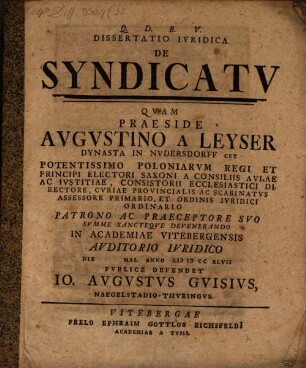 Q. D. B. V.
DISSERTATIO IVRIDICA
DE
SYNDICATV
QVAM
PRAESIDE
AVGVSTINO A LEYSER
DYNASTA IN NVDERSDORFF CET
POTENTISSIMO POLONIARVM REGI ET
PRINCIPI ELECTORI SAXONI A CONSILIIS AVLAE
AC IVSTITIAE, CONSISTORII ECCLESIASTICI DI-
RECTORE, CVRIAE PROVINCIALIS AC SCABINATVS
ASSESSORE PRIMARIO, ET ORDINIS IVRIDICI
ORDINARIO
PATRONO AC PRAECEPTORE SVO
SVMME SANCTEQVE DEVENERANDO
IN ACADEMIAE VITEBERGENSIS
AVDITORIO IVRIDICO
DIE MAI. ANNO CIƆ IƆ CC XLVII
PVBLICE DEFENDET
IO. AVGVSTVS GVISIVS,
NAEGELSTADIO-THVRINGVS.
VITEBERGAE
PRELO EPHRAIM GOTTLOB EICHSFELDI
ACADEMIAE A TYPIS.